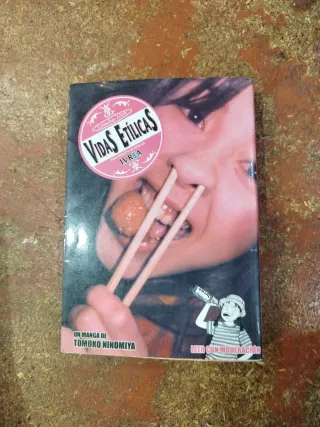 VIDAS ETÍLICAS
IVREA
UN MANGA DE
TOMOKO NINOMIYA
LEER CON MODERACIÓN